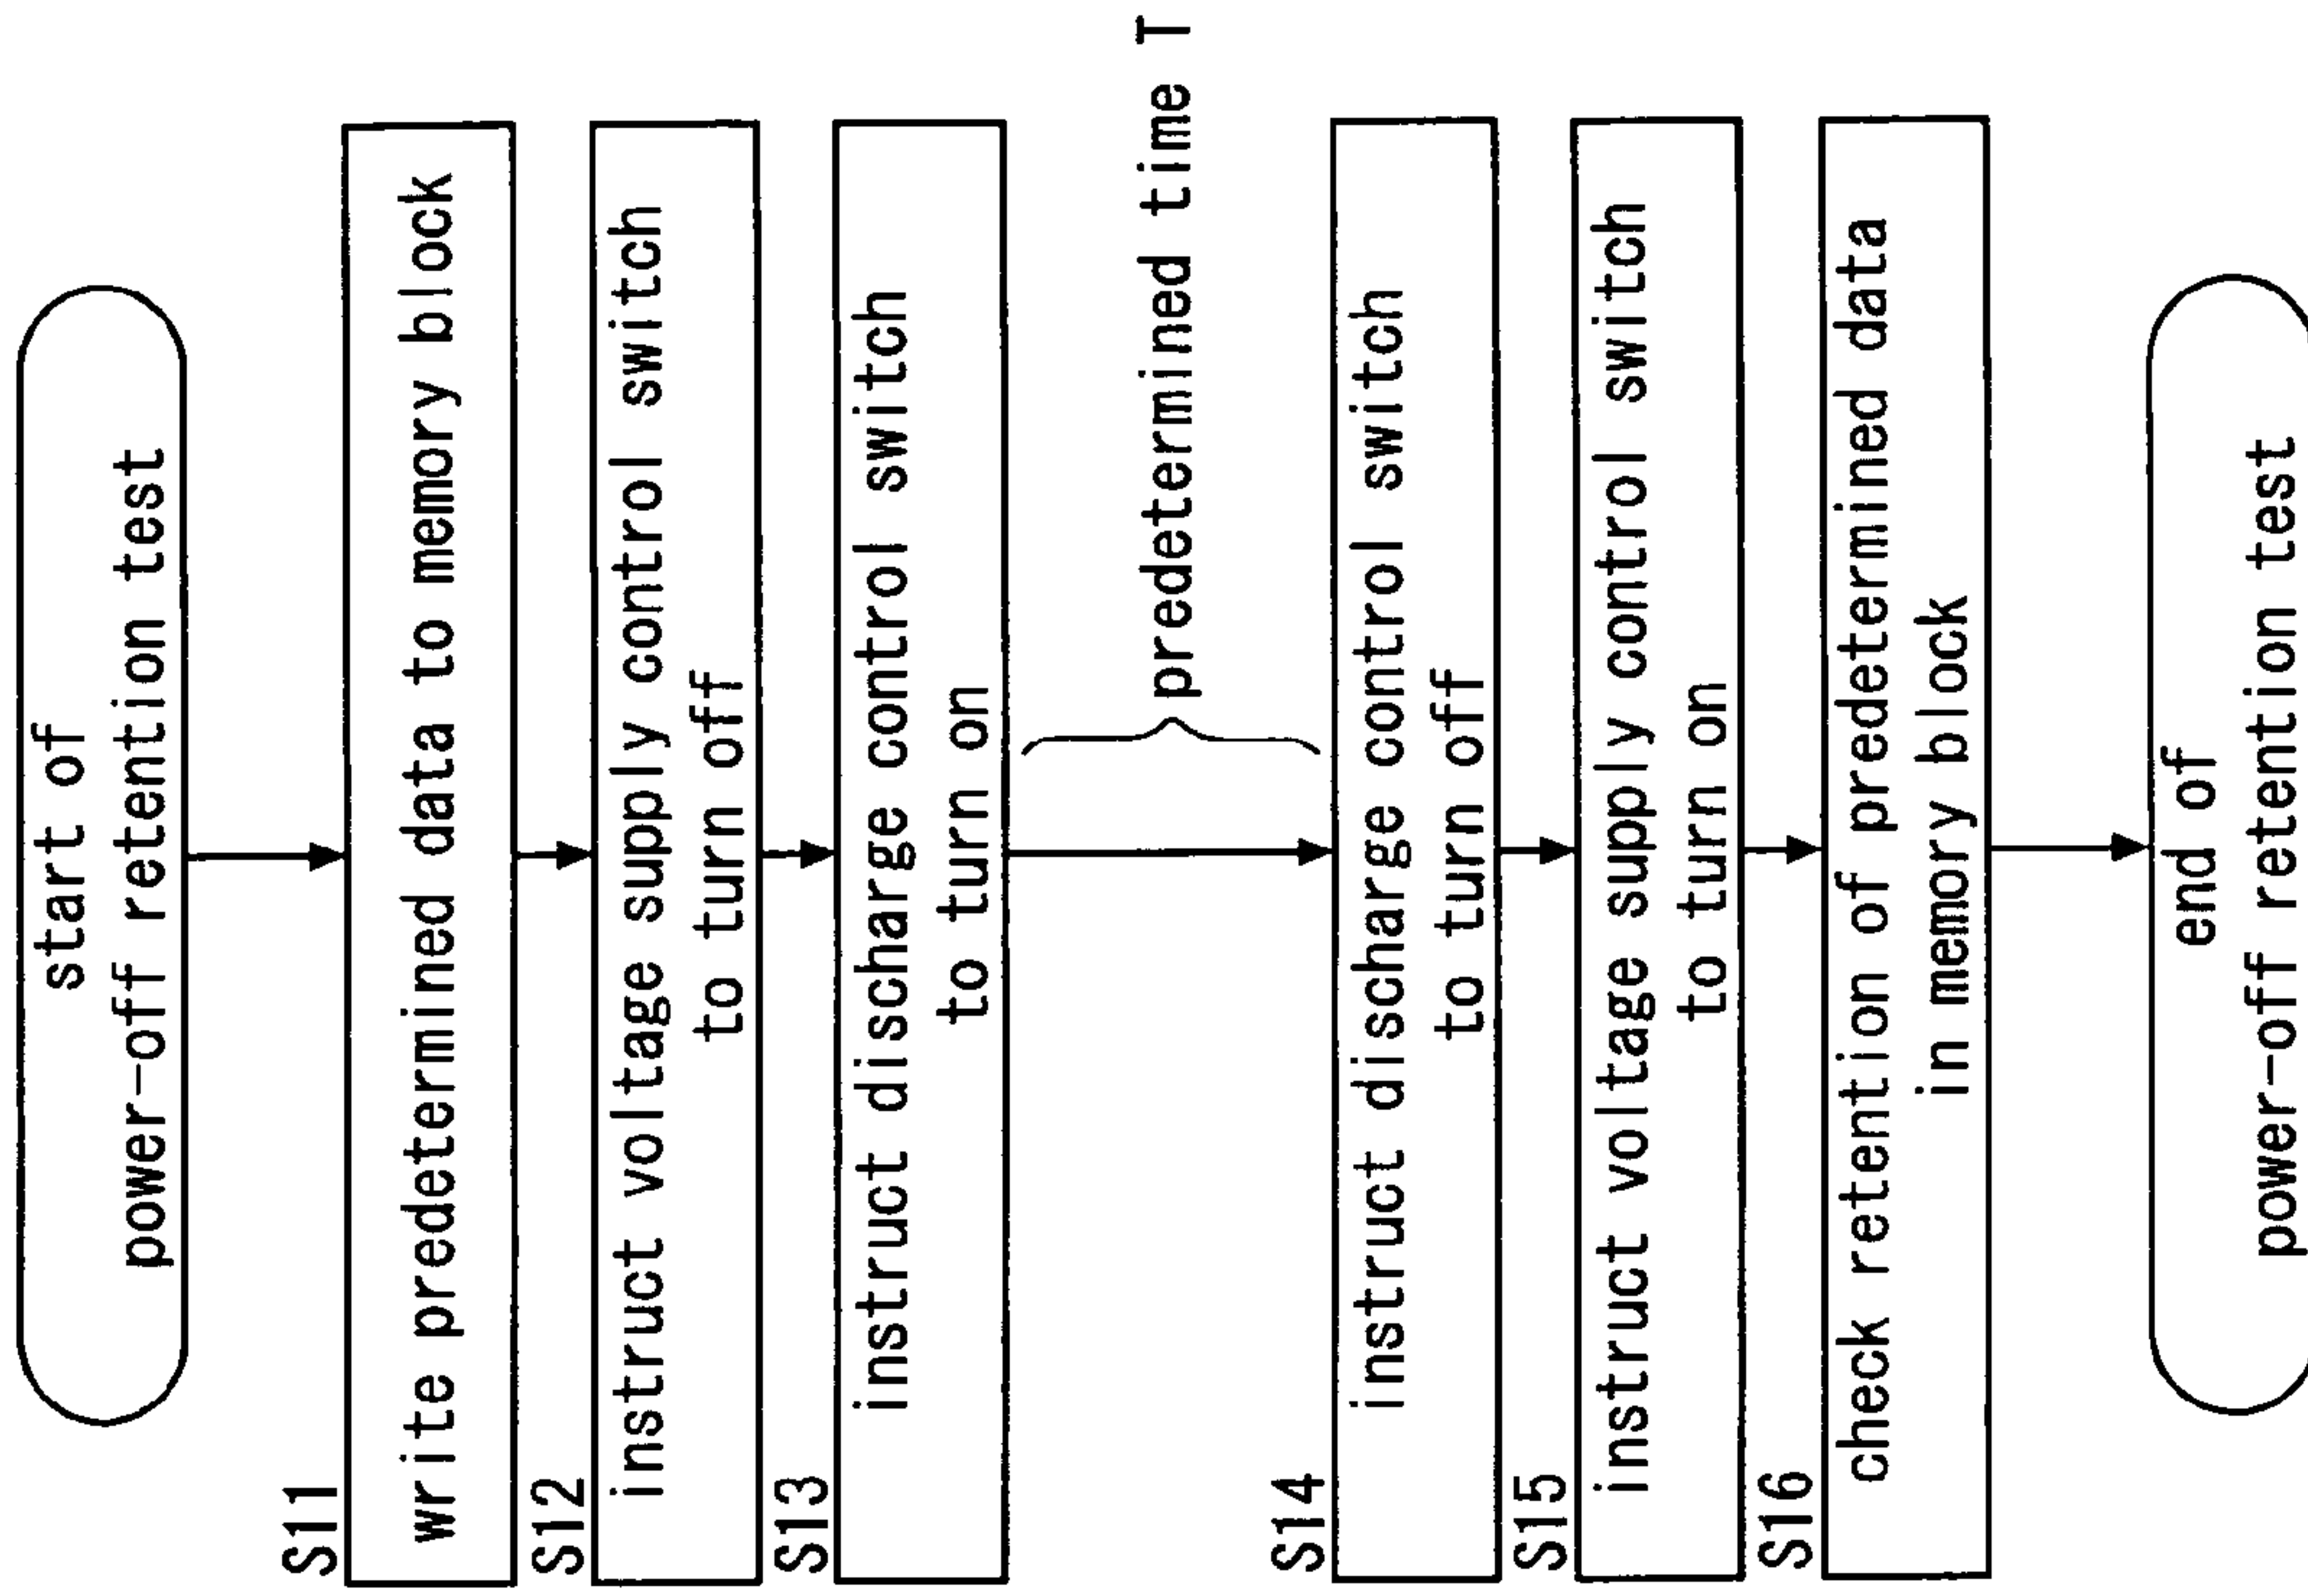 start of
power-off retention test
S11
write predetermined data to memory block
S12
instruct voltage supply control switch
to turn off
S13
instruct discharge control switch
to turn on
predetermined time T
S14
instruct discharge control switch
to turn off
S15
instruct voltage supply control switch
to turn on
S16
check retention of predetermined data
in memory block
end of
power-off retention test